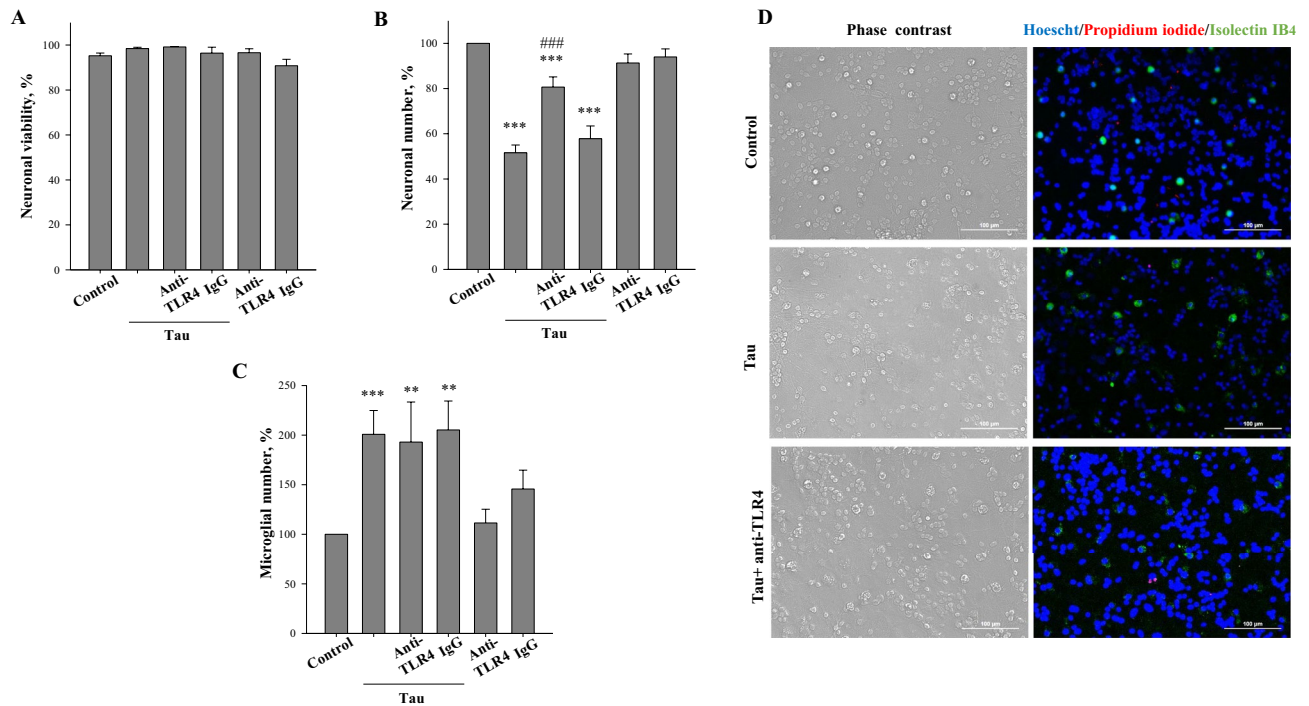 A
Neuronal viability, %
100
80
60
40
20
0
Control
Anti-
TLR4
IgG
Anti-
TLR4
IgG
Tau
B
Neuronal number, %
100
80
60
40
20
0
***
###
***
***
Control
Anti-
TLR4
IgG
Anti-
TLR4
IgG
Tau
C
Microglial number, %
250
200
150
100
50
0
***
**
**
Control
Anti-
TLR4
IgG
Anti-
TLR4
IgG
Tau
D
Phase contrast
Hoescht/Propidium iodide/Isolectin IB4
Control
100 µm
100 µm
Tau
100 µm
100 µm
Tau+ anti-TLR4
100 µm
100 µm